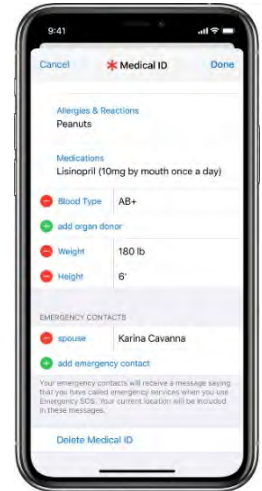 9:41
Cancel
Medical ID
Done
Allergies & Reactions
Peanuts
Medications
Lisinopril (10mg by mouth once a day)
Blood Type AB+
add organ donor
Weight 180 lb
Height 6'
EMERGENCY CONTACTS
spouse Karina Cavanna
add emergency contact
Your emergency contacts will receive a message saying
that you have called emergency services when you use
Emergency SOS. Your current location will be included
in these messages.
Delete Medical ID